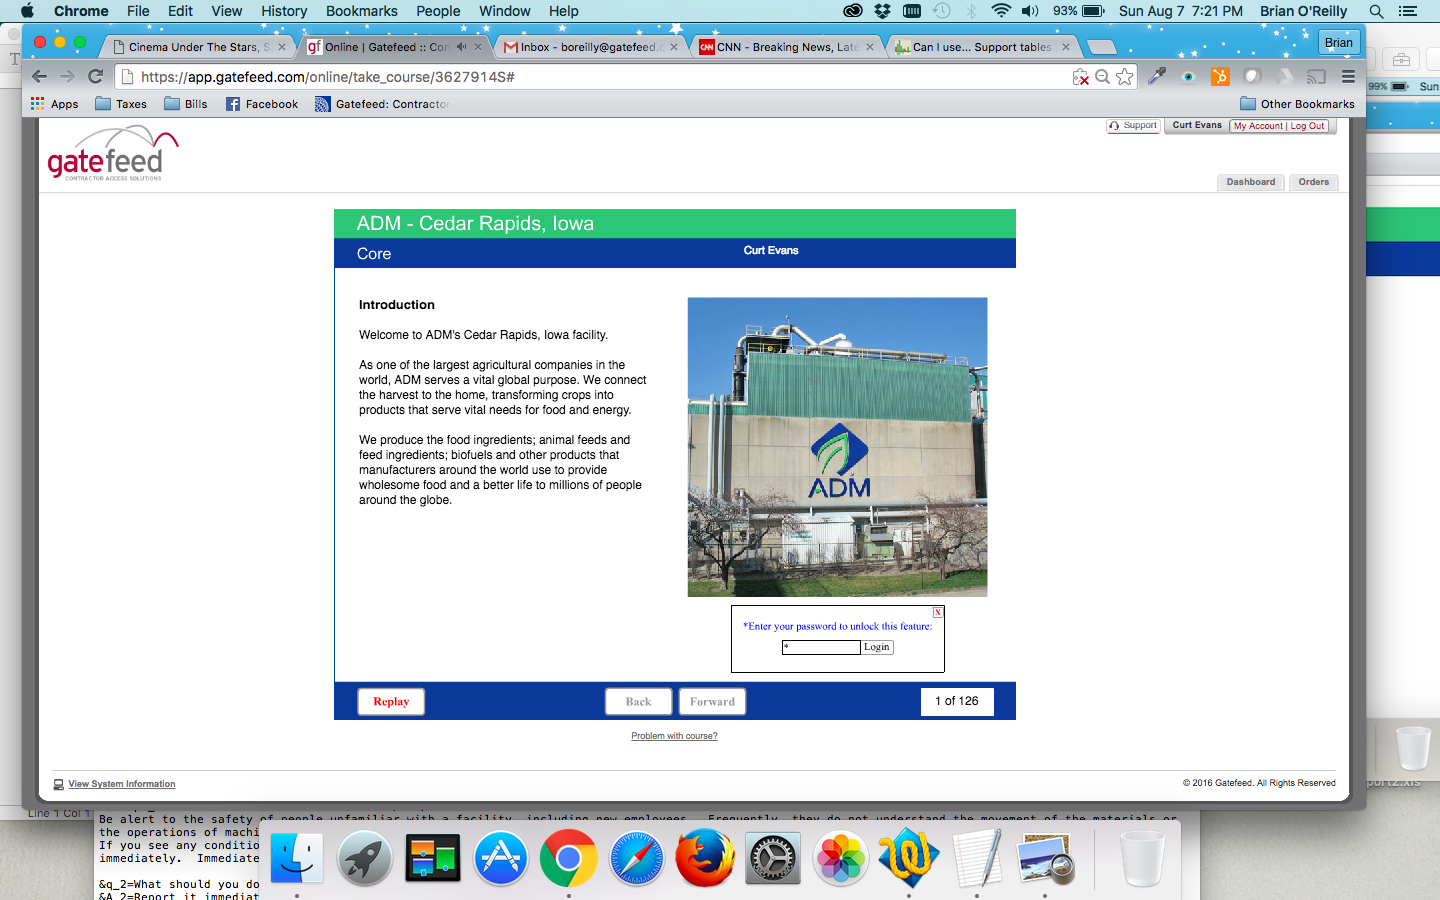 Chrome File Edit View History Bookmarks People Window Help
93% Sun Aug 7 7:21 PM Brian O'Reilly
Cinema Under The Stars, S
gf Online | Gatefeed :: Con
Inbox - boreilly@gatefeed.c
CNN CNN - Breaking News, Late
Can I use... Support tables
Brian
https://app.gatefeed.com/online/take_course/3627914S#
99% Sun
Apps Taxes Bills Facebook Gatefeed: Contractor Other Bookmarks
Support Curt Evans My Account | Log Out
gatefeed
CONTRACTOR ACCESS SOLUTIONS
Dashboard Orders
ADM - Cedar Rapids, Iowa
Core Curt Evans
Introduction
Welcome to ADM's Cedar Rapids, Iowa facility.
As one of the largest agricultural companies in the
world, ADM serves a vital global purpose. We connect
the harvest to the home, transforming crops into
products that serve vital needs for food and energy.
We produce the food ingredients; animal feeds and
feed ingredients; biofuels and other products that
manufacturers around the world use to provide
wholesome food and a better life to millions of people
around the globe.
ADM
X
*Enter your password to unlock this feature:
* Login
Replay Back Forward 1 of 126
Problem with course?
View System Information © 2016 Gatefeed. All Rights Reserved
port2.xls
Line 1 Col 1
Be alert to the safety of people unfamiliar with a facility, including new employees. Frequently, they do not understand the movement of the materials or
the operations of machi
If you see any conditio
immediately. Immediate
&q_2=What should you do
&A_2=Report it immediat